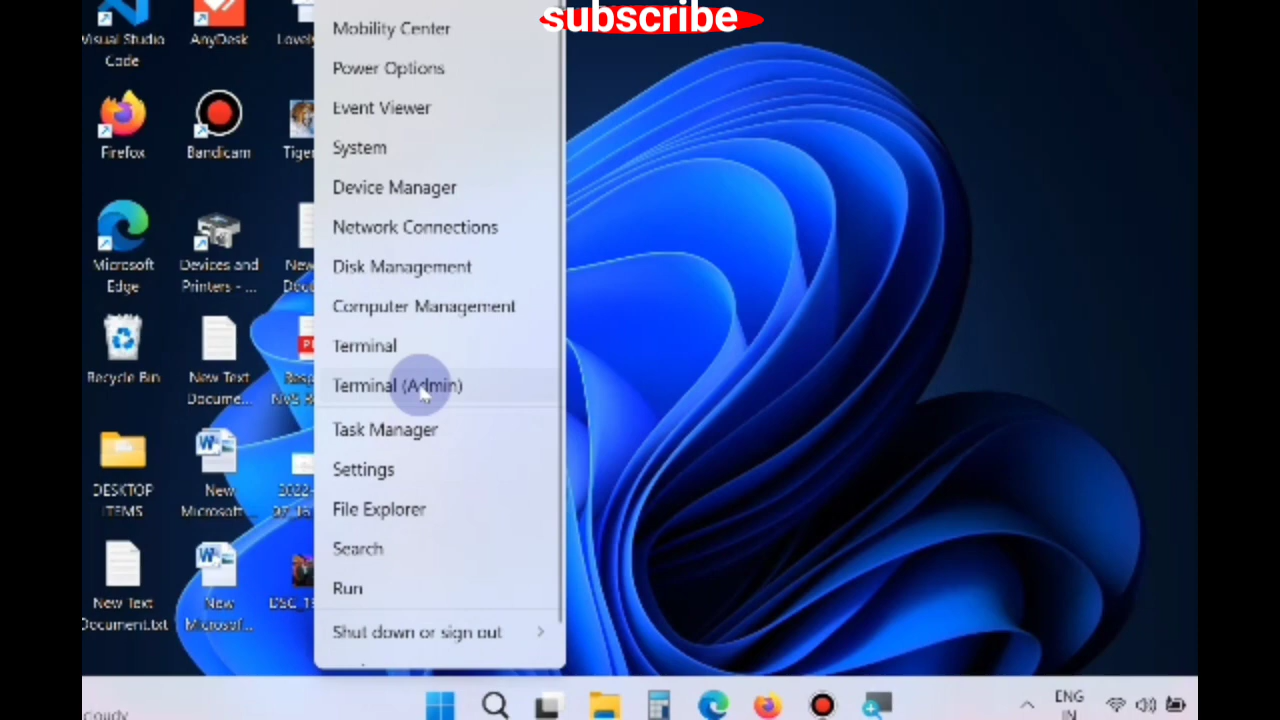 subscribe
Visual Studio
Code
AnyDesk
Firefox
Bandicam
Microsoft
Edge
Devices and
Printers - ...
Recycle Bin
New Text
Docume...
DESKTOP
ITEMS
New
Microsoft...
New Text
Document.txt
New
Microsof...
Mobility Center
Power Options
Event Viewer
System
Device Manager
Network Connections
Disk Management
Computer Management
Terminal
Terminal (Admin)
Task Manager
Settings
File Explorer
Search
Run
Shut down or sign out
cloudy
ENG
IN